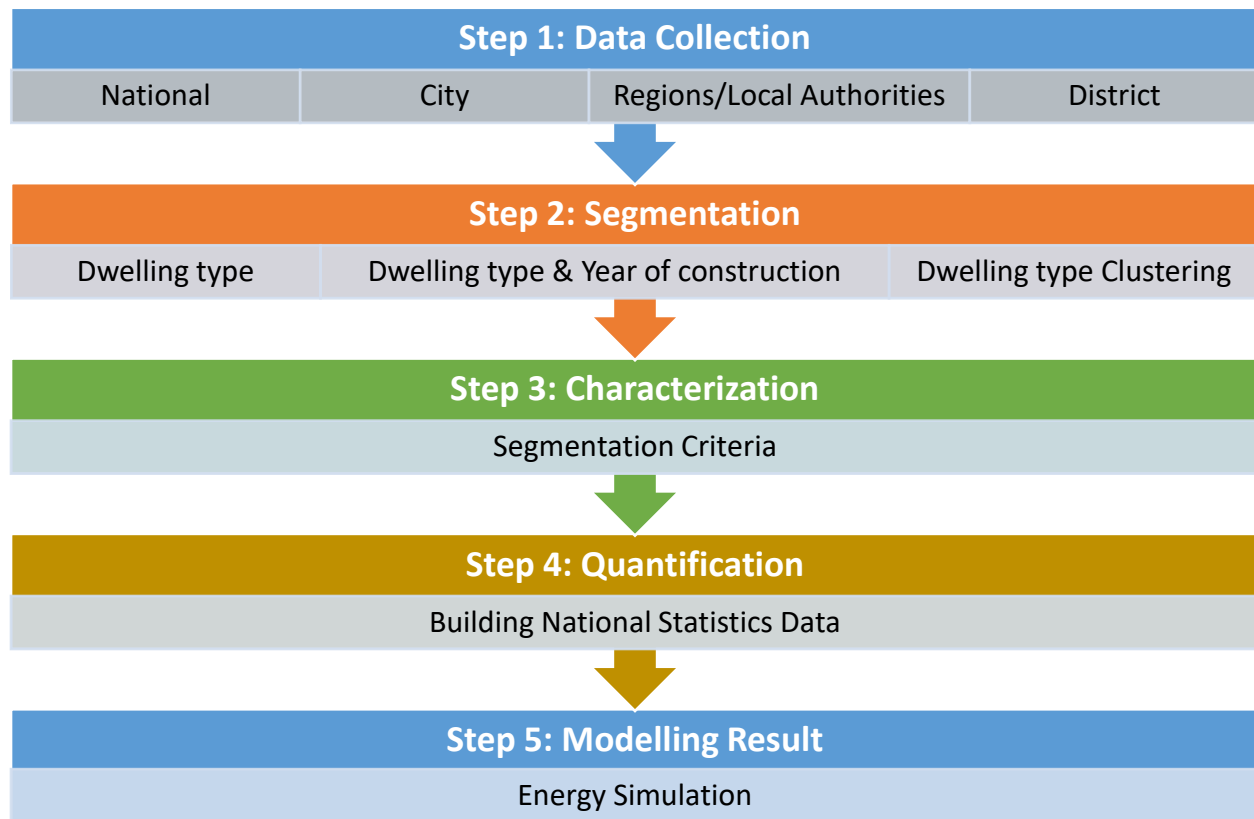 Step 1: Data Collection
National
City
Regions/Local Authorities
District
Step 2: Segmentation
Dwelling type
Dwelling type & Year of construction
Dwelling type Clustering
Step 3: Characterization
Segmentation Criteria
Step 4: Quantification
Building National Statistics Data
Step 5: Modelling Result
Energy Simulation